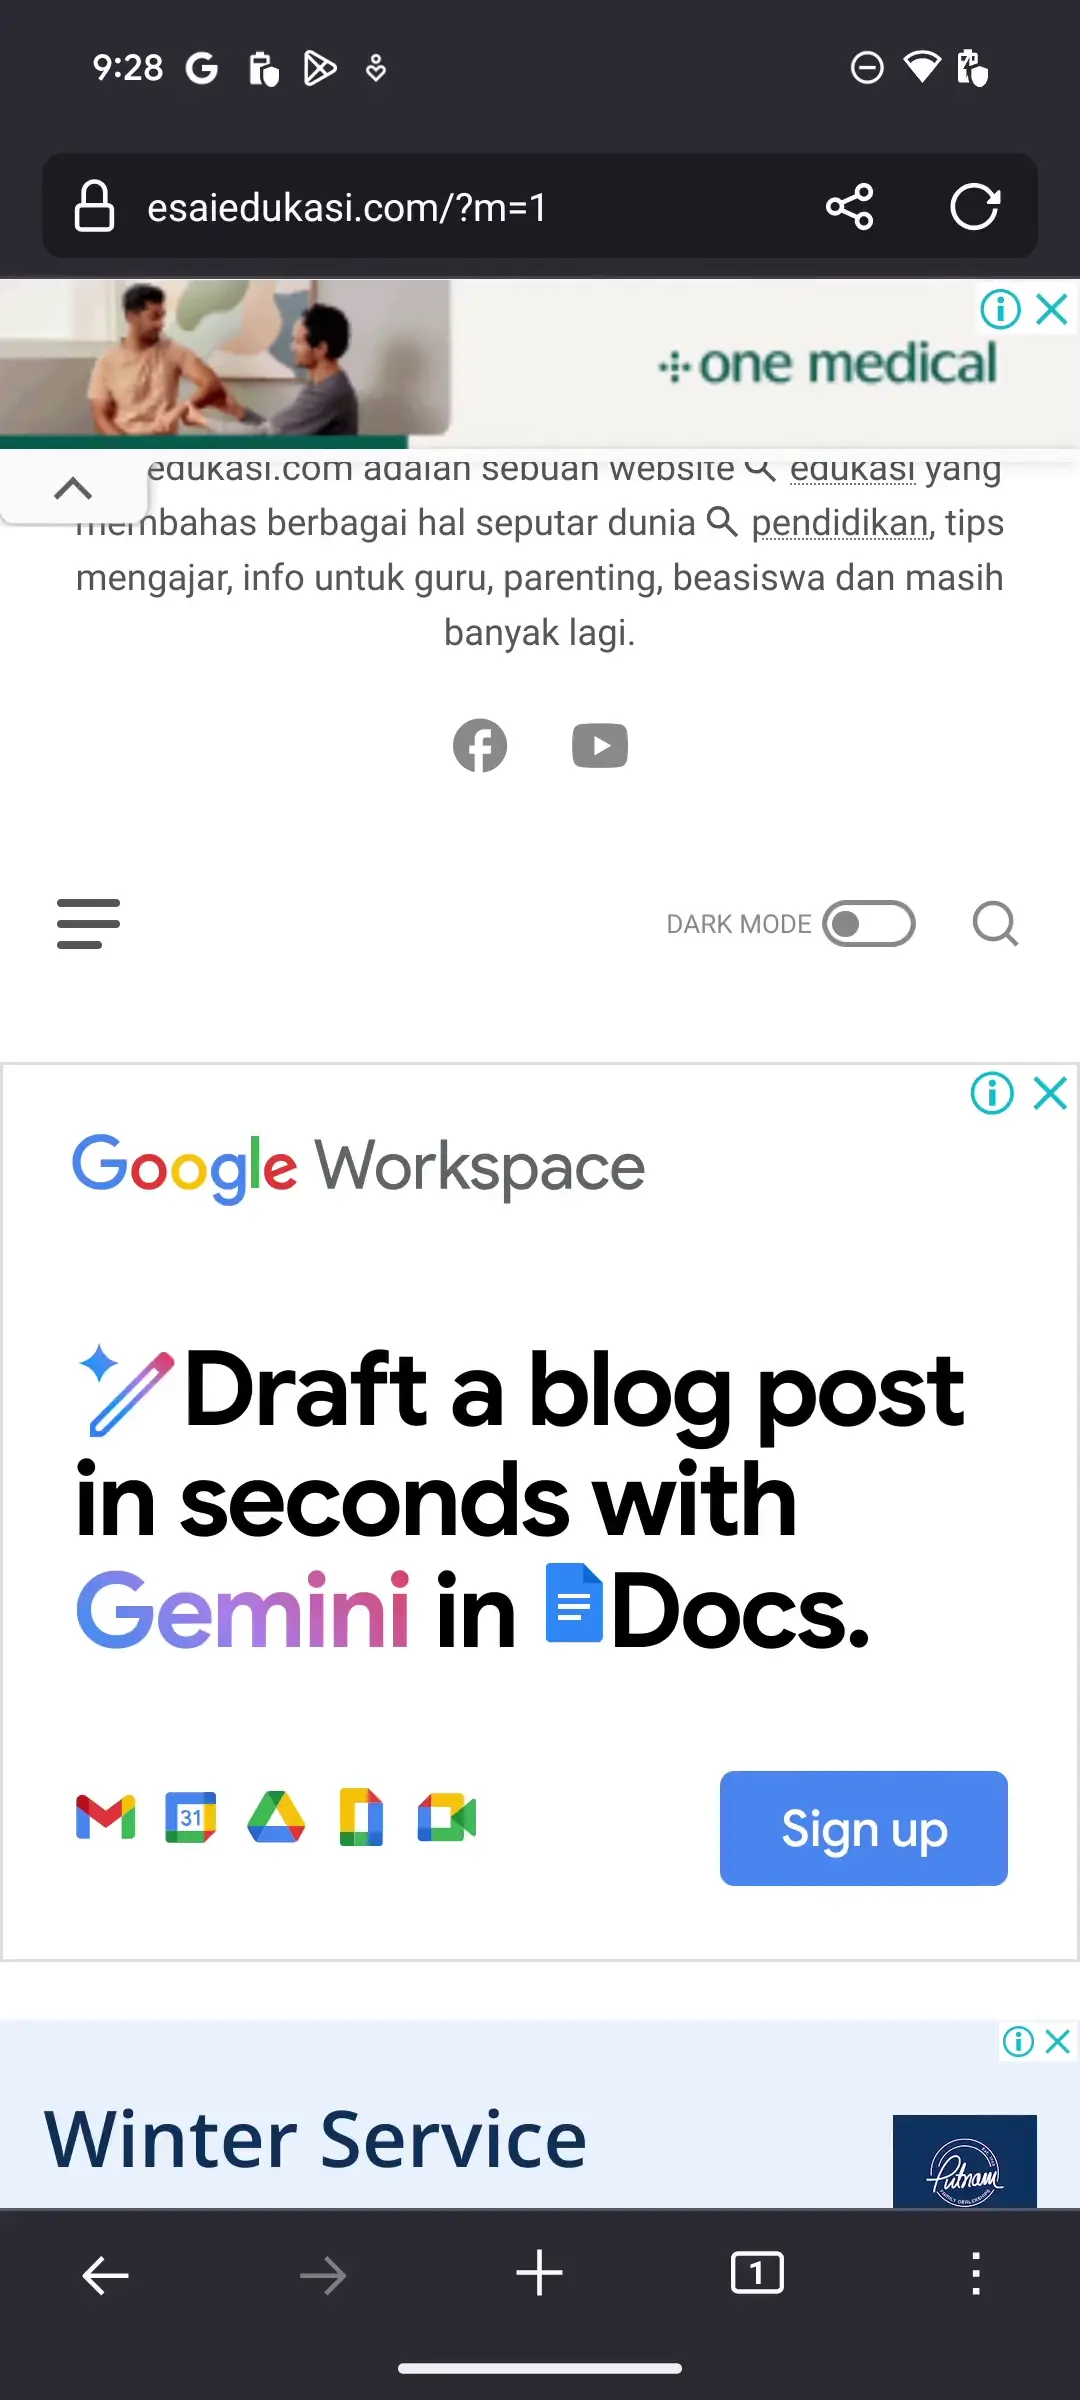 9:28
esaiedukasi.com/?m=1
one medical
edukasi.com adalah sebuah website edukasi yang
membahas berbagai hal seputar dunia pendidikan, tips
mengajar, info untuk guru, parenting, beasiswa dan masih
banyak lagi.
DARK MODE
Google Workspace
Draft a blog post
in seconds with
Gemini in Docs.
31
Sign up
Winter Service
Putnam
1